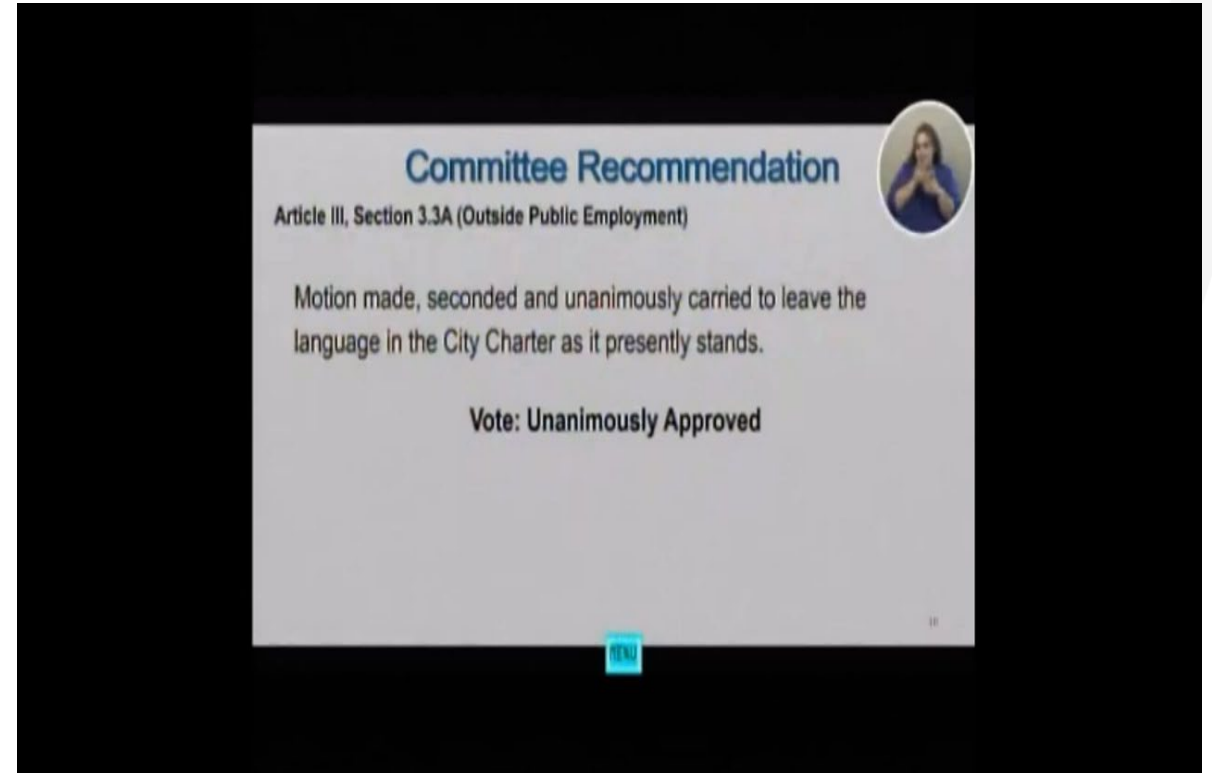 Committee Recommendation
Article III, Section 3.3A (Outside Public Employment)
Motion made, seconded and unanimously carried to leave the
language in the City Charter as it presently stands.
Vote: Unanimously Approved
MENU